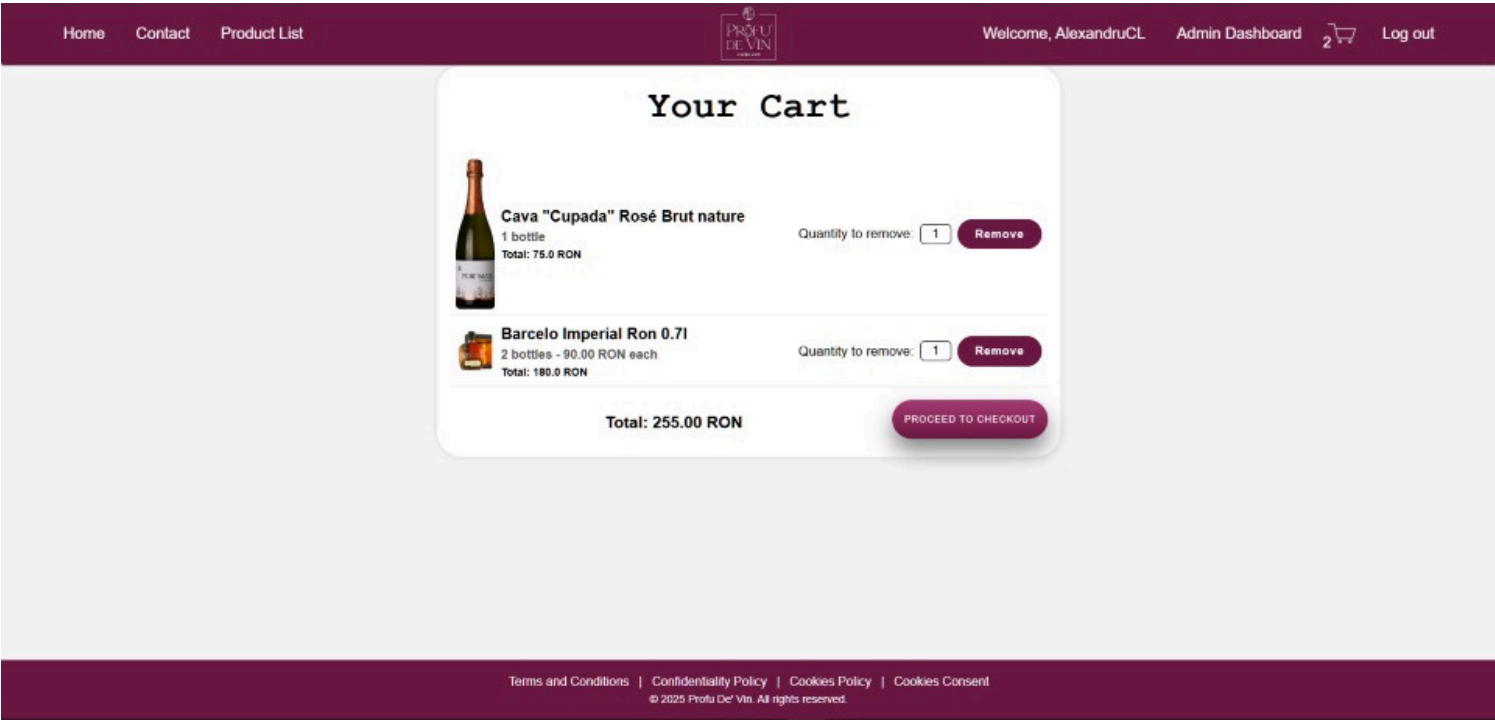 Home Contact Product List PROFU DE VIN Welcome, AlexandruCL Admin Dashboard 2 Log out
Your Cart
Cava "Cupada" Rosé Brut nature
1 bottle
Total: 75.0 RON
Quantity to remove: 1 Remove
Barcelo Imperial Ron 0.7l
2 bottles - 90.00 RON each
Total: 180.0 RON
Quantity to remove: 1 Remove
Total: 255.00 RON
PROCEED TO CHECKOUT
Terms and Conditions | Confidentiality Policy | Cookies Policy | Cookies Consent
© 2025 Profu De' Vin. All rights reserved.